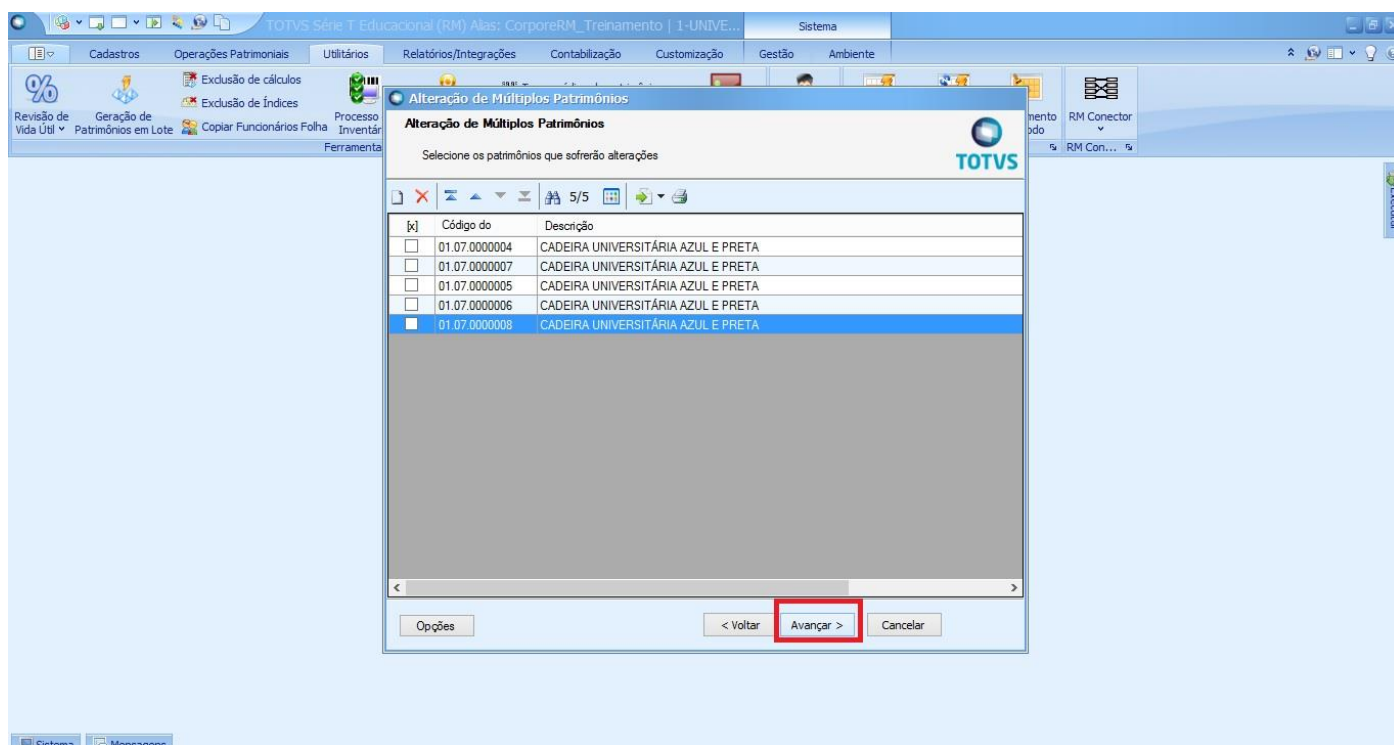 TOTVS Série T Educacional (RM) Alias: CorporeRM_Treinamento | 1-UNIVE...
Sistema
Cadastros Operações Patrimoniais Utilitários Relatórios/Integrações Contabilização Customização Gestão Ambiente
Revisão de Vida Útil
Geração de Patrimônios em Lote
Exclusão de cálculos
Exclusão de Índices
Copiar Funcionários Folha
Processo
Inventár
Ferramenta
RM Conector
RM Con...
Alteração de Múltiplos Patrimônios
Alteração de Múltiplos Patrimônios
Selecione os patrimônios que sofrerão alterações
TOTVS
5/5
[x] Código do Descrição
01.07.0000004 CADEIRA UNIVERSITÁRIA AZUL E PRETA
01.07.0000007 CADEIRA UNIVERSITÁRIA AZUL E PRETA
01.07.0000005 CADEIRA UNIVERSITÁRIA AZUL E PRETA
01.07.0000006 CADEIRA UNIVERSITÁRIA AZUL E PRETA
01.07.0000008 CADEIRA UNIVERSITÁRIA AZUL E PRETA
Opções < Voltar Avançar > Cancelar
Sistema Mensagens